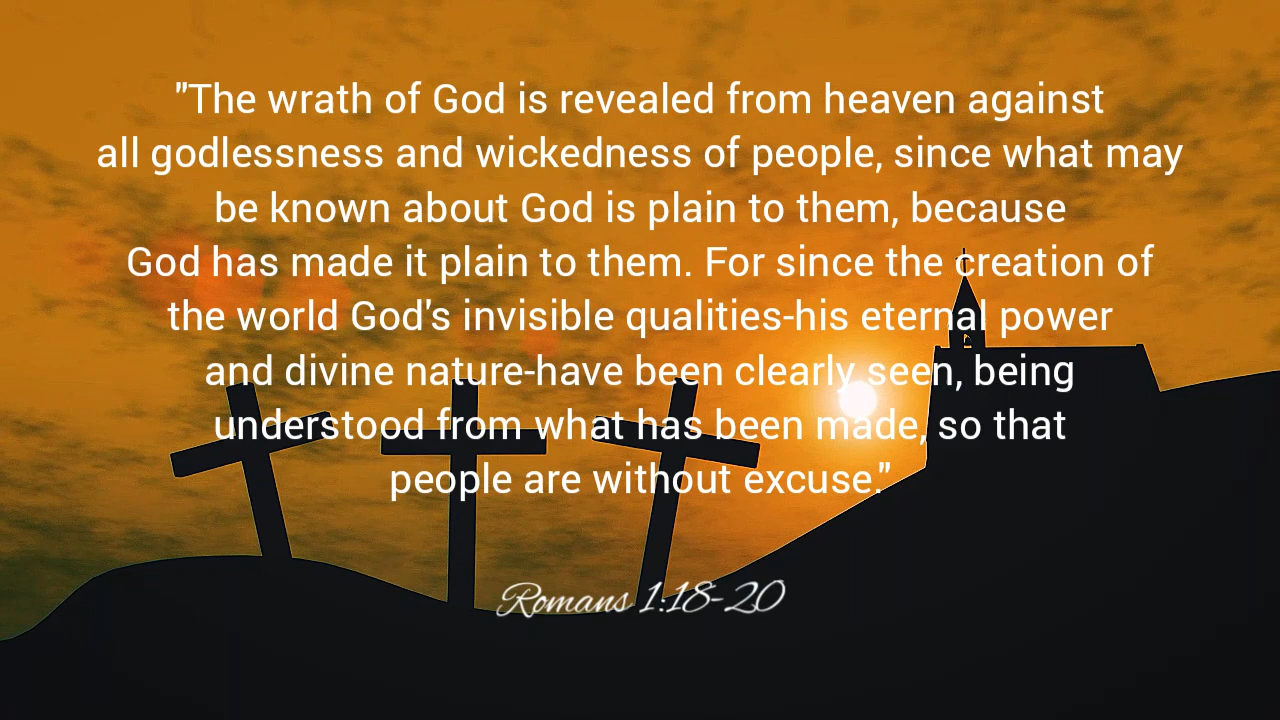 "The wrath of God is revealed from heaven against
all godlessness and wickedness of people, since what may
be known about God is plain to them, because
God has made it plain to them. For since the creation of
the world God's invisible qualities-his eternal power
and divine nature-have been clearly seen, being
understood from what has been made, so that
people are without excuse."
Romans 1:18-20